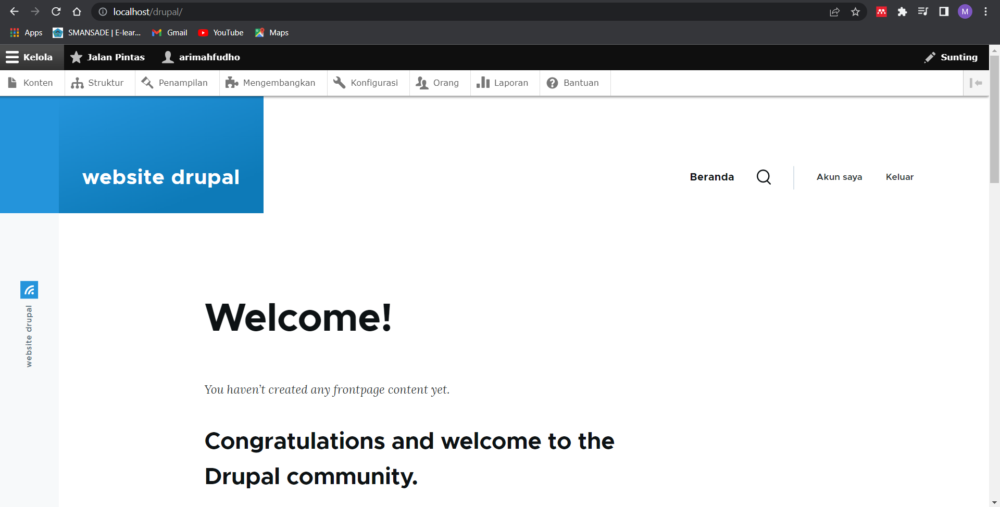 localhost/drupal/
M
Apps SMANSADE | E-lear... Gmail YouTube Maps
Kelola Jalan Pintas arimahfudho Sunting
Konten Struktur Penampilan Mengembangkan Konfigurasi Orang Laporan Bantuan
website drupal
Beranda Akun saya Keluar
website drupal
Welcome!
You haven’t created any frontpage content yet.
Congratulations and welcome to the
Drupal community.